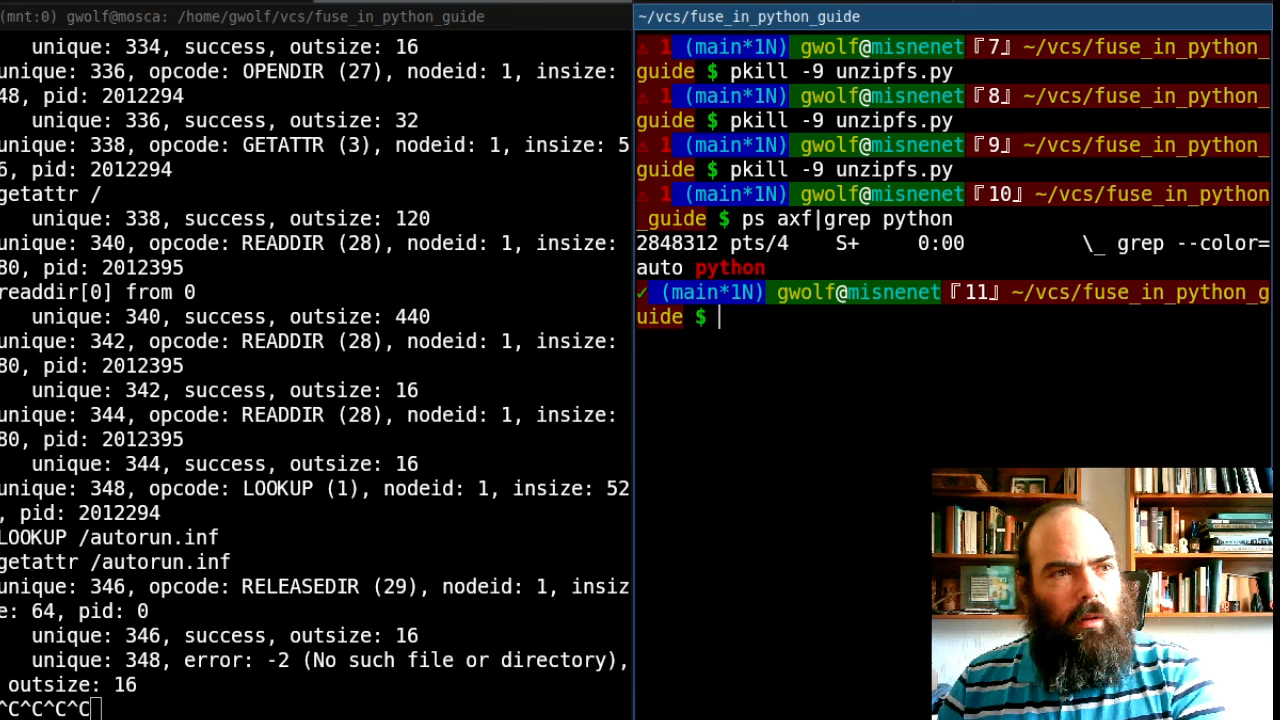 (mnt:0) gwolf@mosca: /home/gwolf/vcs/fuse_in_python_guide
unique: 334, success, outsize: 16
unique: 336, opcode: OPENDIR (27), nodeid: 1, insize:
48, pid: 2012294
unique: 336, success, outsize: 32
unique: 338, opcode: GETATTR (3), nodeid: 1, insize: 5
6, pid: 2012294
getattr /
unique: 338, success, outsize: 120
unique: 340, opcode: READDIR (28), nodeid: 1, insize:
80, pid: 2012395
readdir[0] from 0
unique: 340, success, outsize: 440
unique: 342, opcode: READDIR (28), nodeid: 1, insize:
80, pid: 2012395
unique: 342, success, outsize: 16
unique: 344, opcode: READDIR (28), nodeid: 1, insize:
80, pid: 2012395
unique: 344, success, outsize: 16
unique: 348, opcode: LOOKUP (1), nodeid: 1, insize: 52
, pid: 2012294
LOOKUP /autorun.inf
getattr /autorun.inf
unique: 346, opcode: RELEASEDIR (29), nodeid: 1, insiz
e: 64, pid: 0
unique: 346, success, outsize: 16
unique: 348, error: -2 (No such file or directory),
outsize: 16
^C^C^C^C
~/vcs/fuse_in_python_guide
⚠ 1 (main*1N) gwolf@misnenet『7』~/vcs/fuse_in_python_
guide $ pkill -9 unzipfs.py
⚠ 1 (main*1N) gwolf@misnenet『8』~/vcs/fuse_in_python_
guide $ pkill -9 unzipfs.py
⚠ 1 (main*1N) gwolf@misnenet『9』~/vcs/fuse_in_python_
guide $ pkill -9 unzipfs.py
⚠ 1 (main*1N) gwolf@misnenet『10』~/vcs/fuse_in_python
_guide $ ps axf|grep python
2848312 pts/4 S+ 0:00 \_ grep --color=
auto python
✓ (main*1N) gwolf@misnenet『11』~/vcs/fuse_in_python_g
uide $